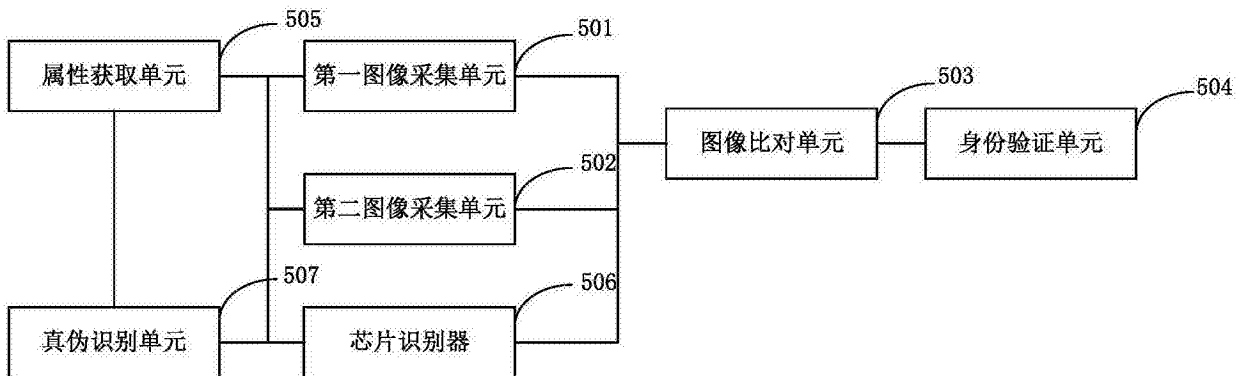 505
属性获取单元
501
第一图像采集单元
503
图像比对单元
504
身份验证单元
502
第二图像采集单元
507
真伪识别单元
506
芯片识别器